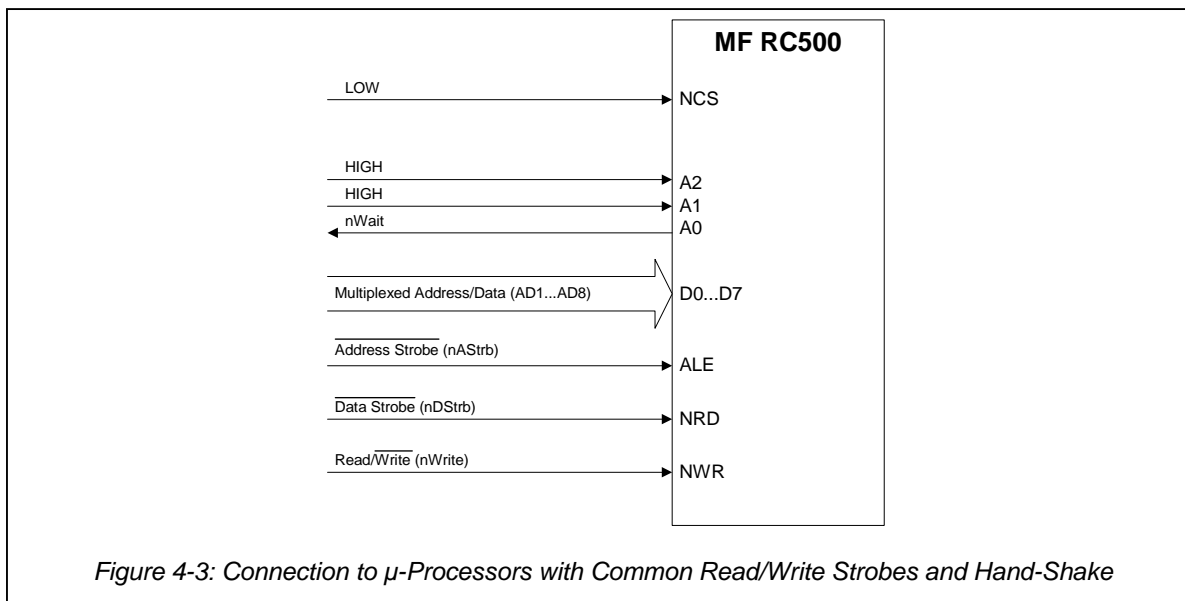 MF RC500
LOW
NCS
HIGH
A2
HIGH
A1
nWait
A0
Multiplexed Address/Data (AD1...AD8)
D0...D7
Address Strobe (nAStrb)
ALE
Data Strobe (nDStrb)
NRD
Read/Write (nWrite)
NWR
Figure 4-3: Connection to µ-Processors with Common Read/Write Strobes and Hand-Shake